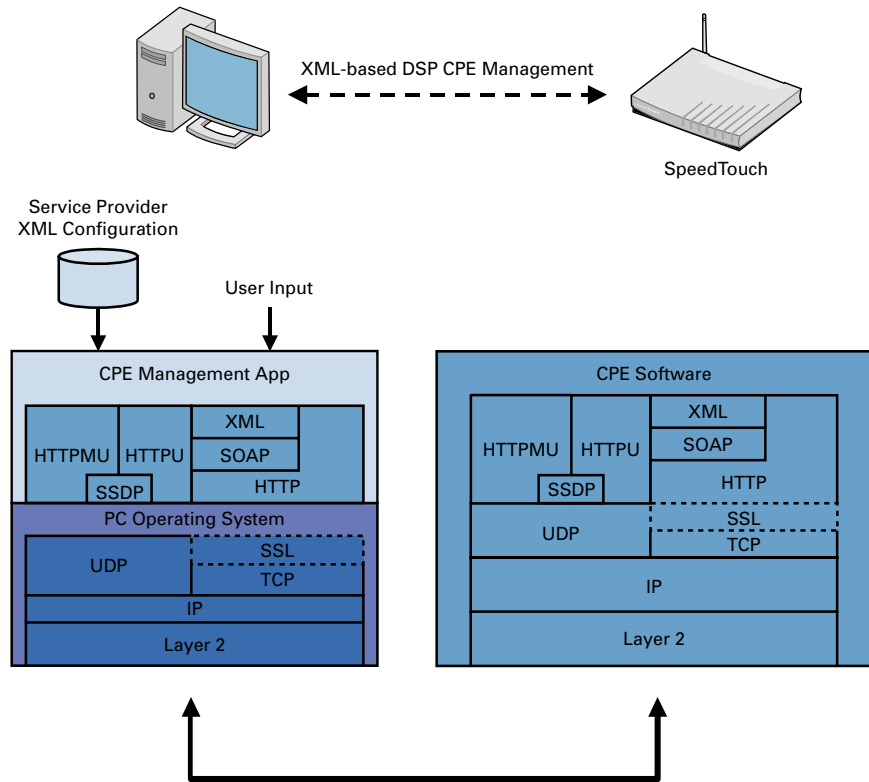 XML-based DSP CPE Management
SpeedTouch
Service Provider
XML Configuration
User Input
CPE Management App
HTTPMU
HTTPU
XML
SOAP
SSDP
HTTP
PC Operating System
UDP
SSL
TCP
IP
Layer 2
CPE Software
HTTPMU
HTTPU
XML
SOAP
SSDP
HTTP
UDP
SSL
TCP
IP
Layer 2